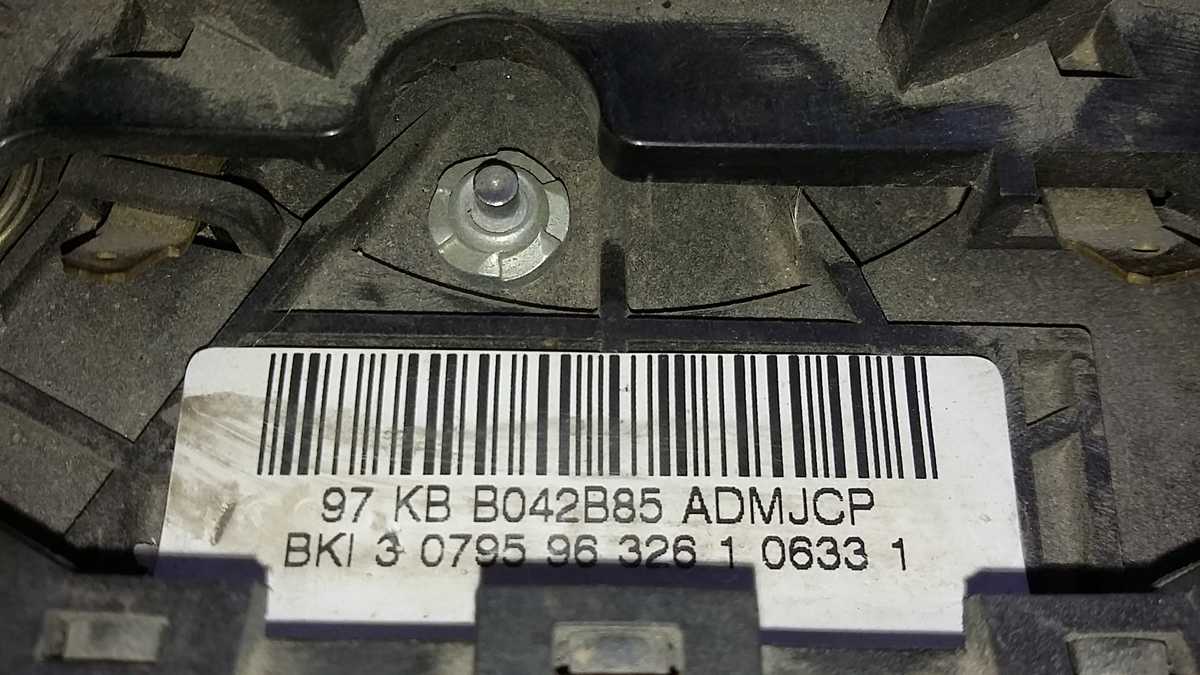 97 KB B042B85 ADMJCP
BKI 3 0795 96 326 1 0633 1